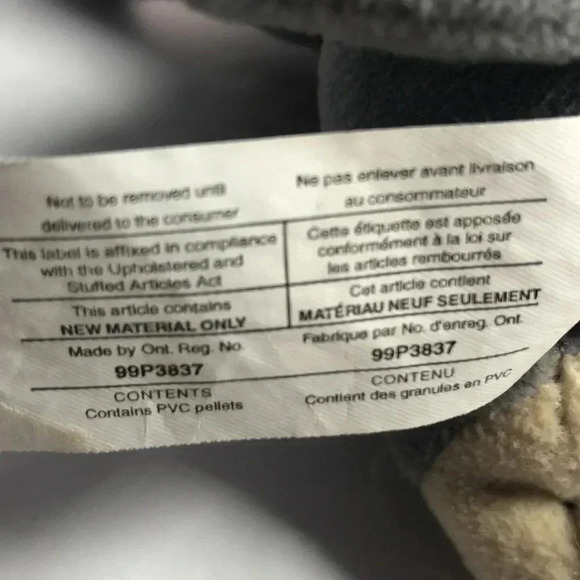 Not to be removed until
delivered to the consumer
This label is affixed in compliance
with the Upholstered and
Stuffed Articles Act
This article contains
NEW MATERIAL ONLY
Made by Ont. Reg. No.
99P3837
CONTENTS
Contains PVC pellets
Ne pas enlever avant livraison
au consommateur
Cette étiquette est apposée
conformément à la loi sur
les articles rembourrés
Cet article contient
MATÉRIAU NEUF SEULEMENT
Fabrique par No. d'enreg. Ont.
99P3837
CONTENU
Contient des granules en PVC